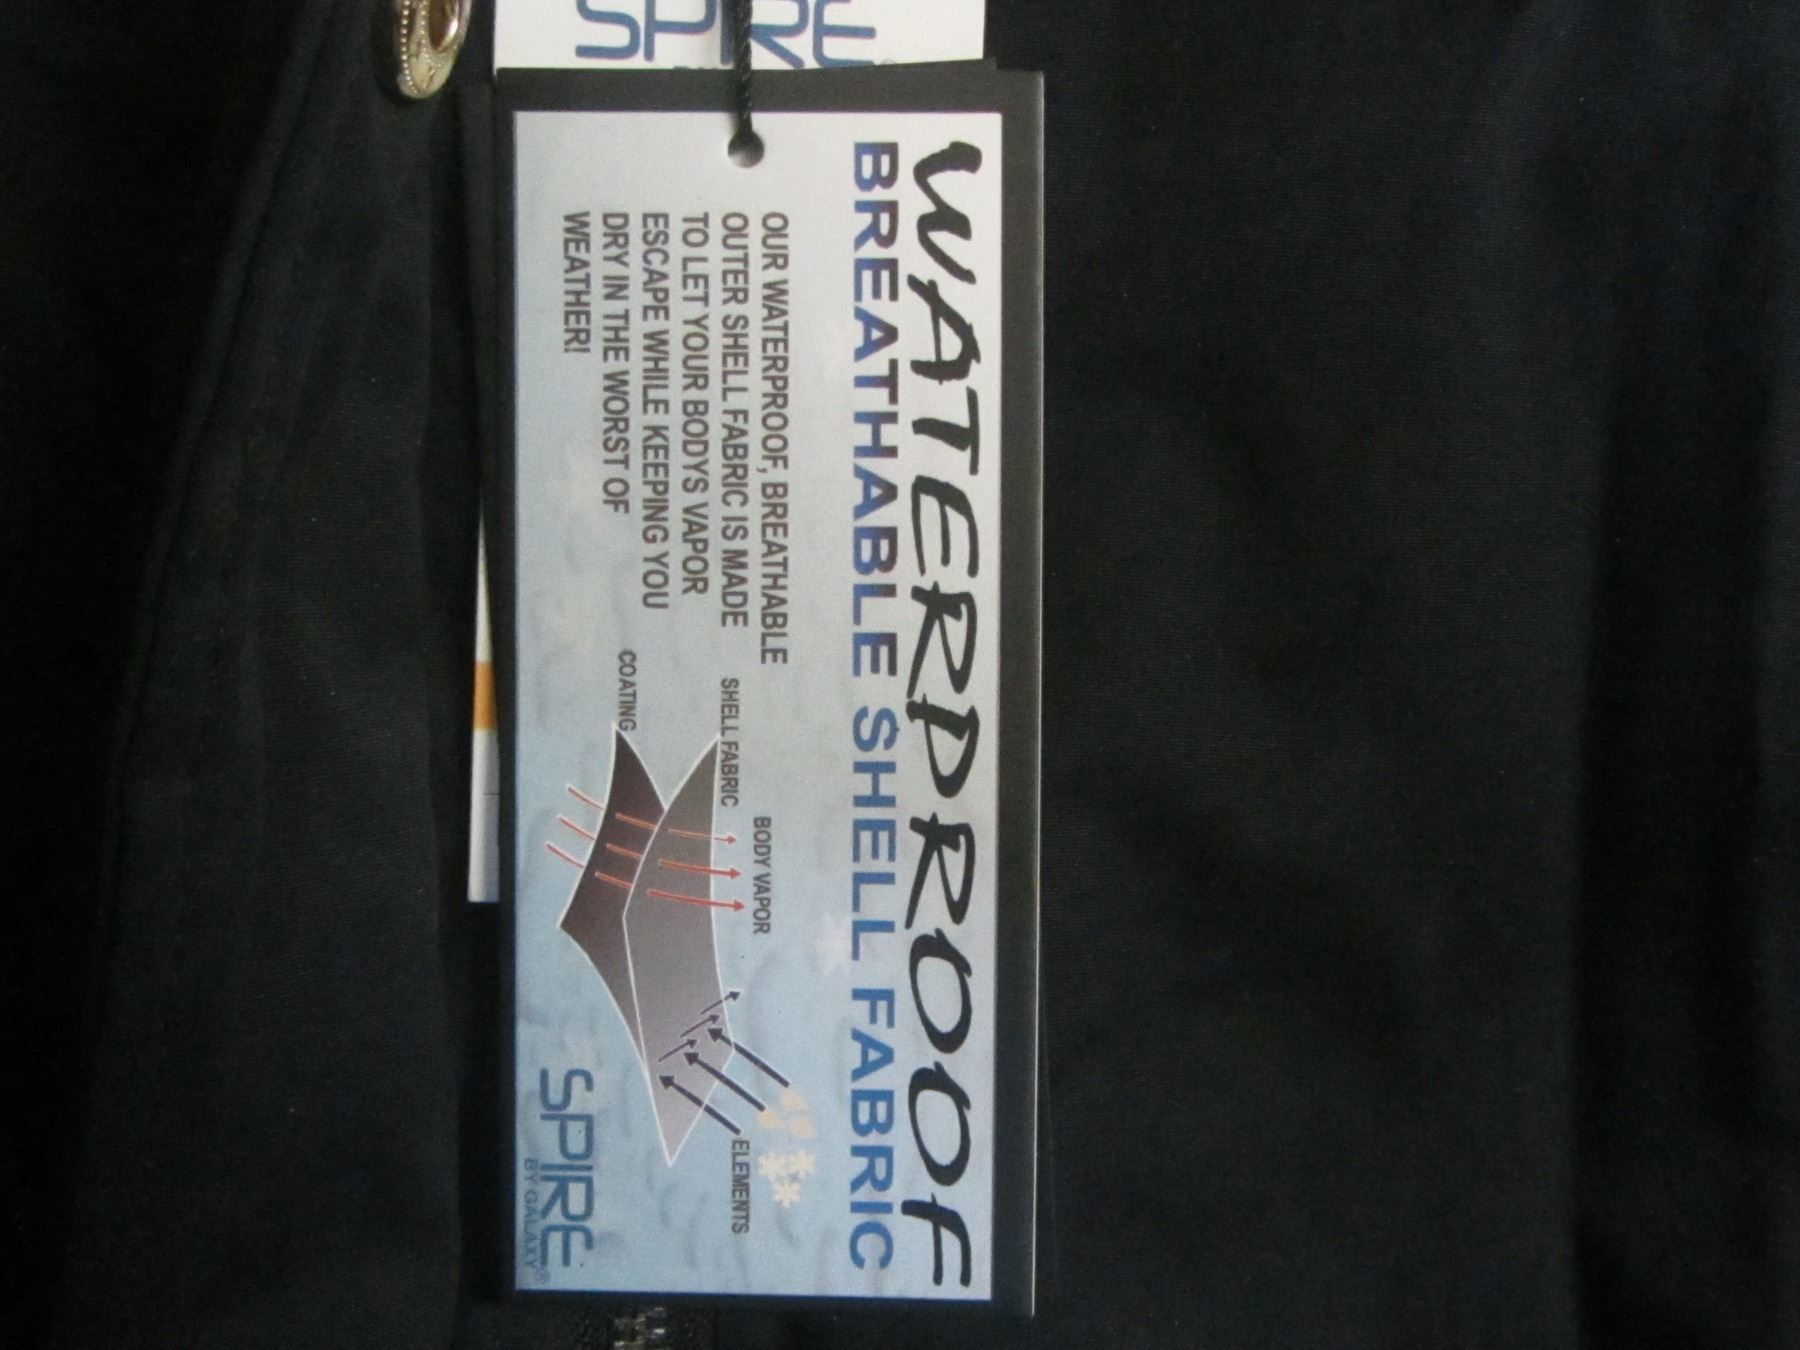 SPIRE
WATERPROOF
BREATHABLE SHELL FABRIC
OUR WATERPROOF, BREATHABLE
OUTER SHELL FABRIC IS MADE
TO LET YOUR BODYS VAPOR
ESCAPE WHILE KEEPING YOU
DRY IN THE WORST OF
WEATHER!
BODY VAPOR
SHELL FABRIC
COATING
ELEMENTS
SPIRE
BY GALAXY®